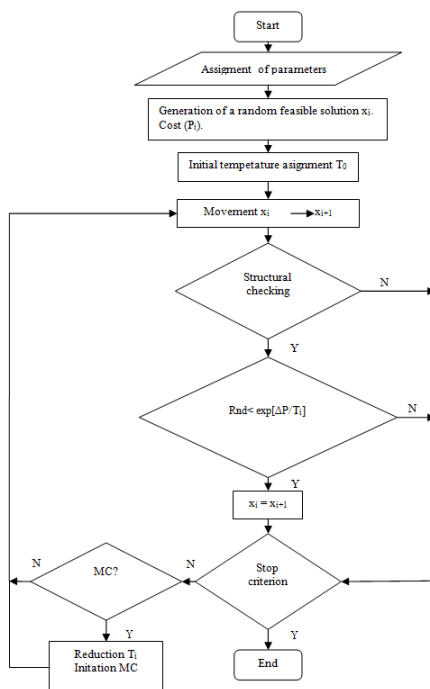 Start
Assigment of parameters
Generation of a random feasible solution xᵢ.
Cost (Pᵢ).
Initial tempetature asignment T₀
Movement xᵢ → xᵢ₊₁
Structural
checking
N
Y
Rnd< exp[ΔP/Tᵢ]
N
Y
xᵢ = xᵢ₊₁
N
MC?
N
Stop
criterion
Y
Y
Reduction Tᵢ
Initation MC
End